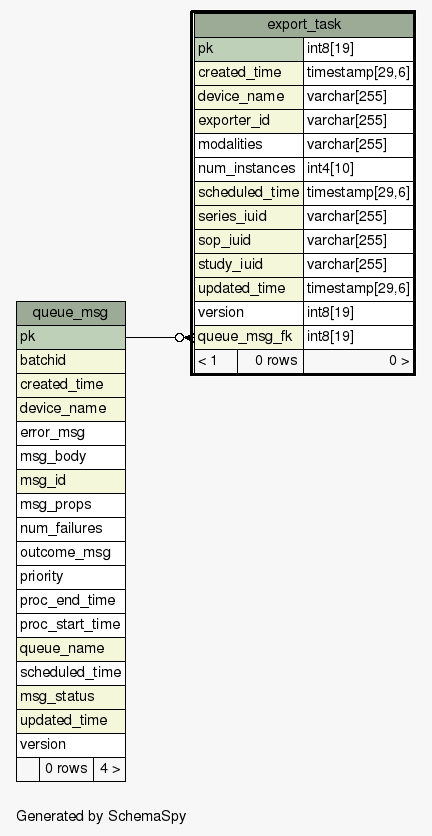 export_task
pk int8[19]
created_time timestamp[29,6]
device_name varchar[255]
exporter_id varchar[255]
modalities varchar[255]
num_instances int4[10]
scheduled_time timestamp[29,6]
series_iuid varchar[255]
sop_iuid varchar[255]
study_iuid varchar[255]
updated_time timestamp[29,6]
version int8[19]
queue_msg_fk int8[19]
< 1 0 rows 0 >
queue_msg
pk
batchid
created_time
device_name
error_msg
msg_body
msg_id
msg_props
num_failures
outcome_msg
priority
proc_end_time
proc_start_time
queue_name
scheduled_time
msg_status
updated_time
version
0 rows 4 >
Generated by SchemaSpy